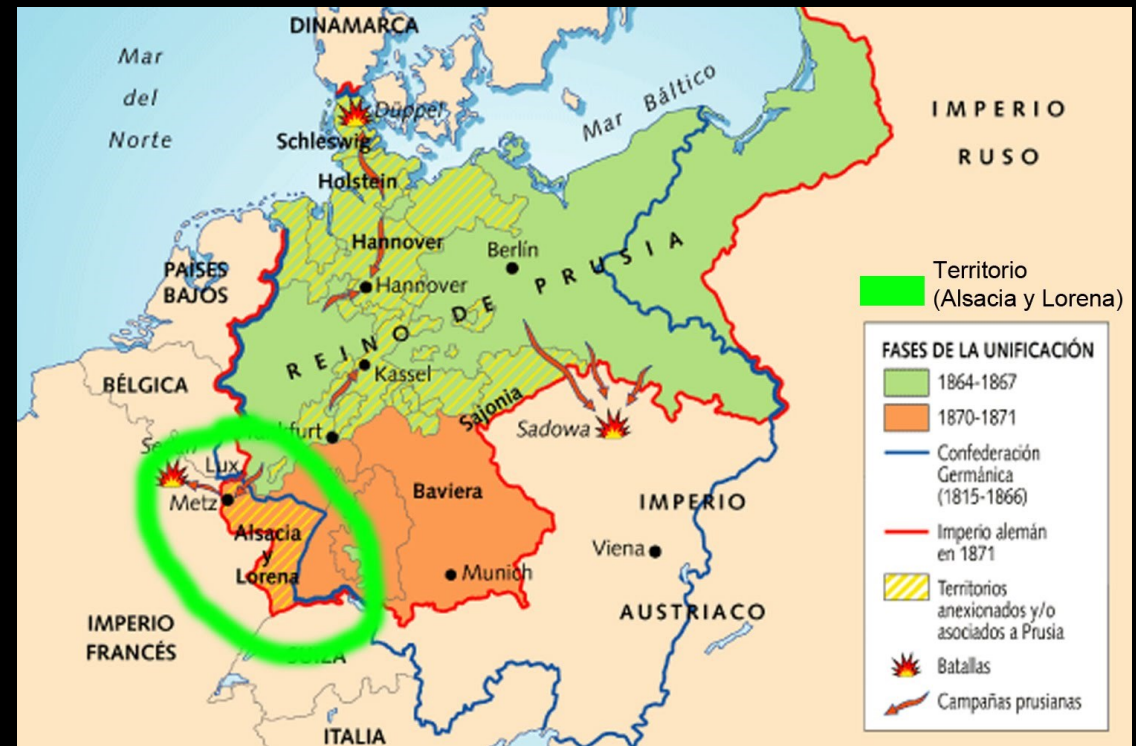 DINAMARCA
Mar
del
Norte
Düppel
Mar Báltico
IMPERIO
RUSO
Schleswig
Holstein
Hannover
Berlín
PAÍSES
BAJOS
Hannover
REINO DE PRUSIA
Territorio
(Alsacia y Lorena)
Kassel
BÉLGICA
Sajonia
Sadowa
Lux.
Metz
Baviera
Alsacia
y
Lorena
IMPERIO
AUSTRIACO
Viena
Munich
IMPERIO
FRANCÉS
SUIZA
ITALIA
FASES DE LA UNIFICACIÓN
1864-1867
1870-1871
Confederación
Germánica
(1815-1866)
Imperio alemán
en 1871
Territorios
anexionados y/o
asociados a Prusia
Batallas
Campañas prusianas